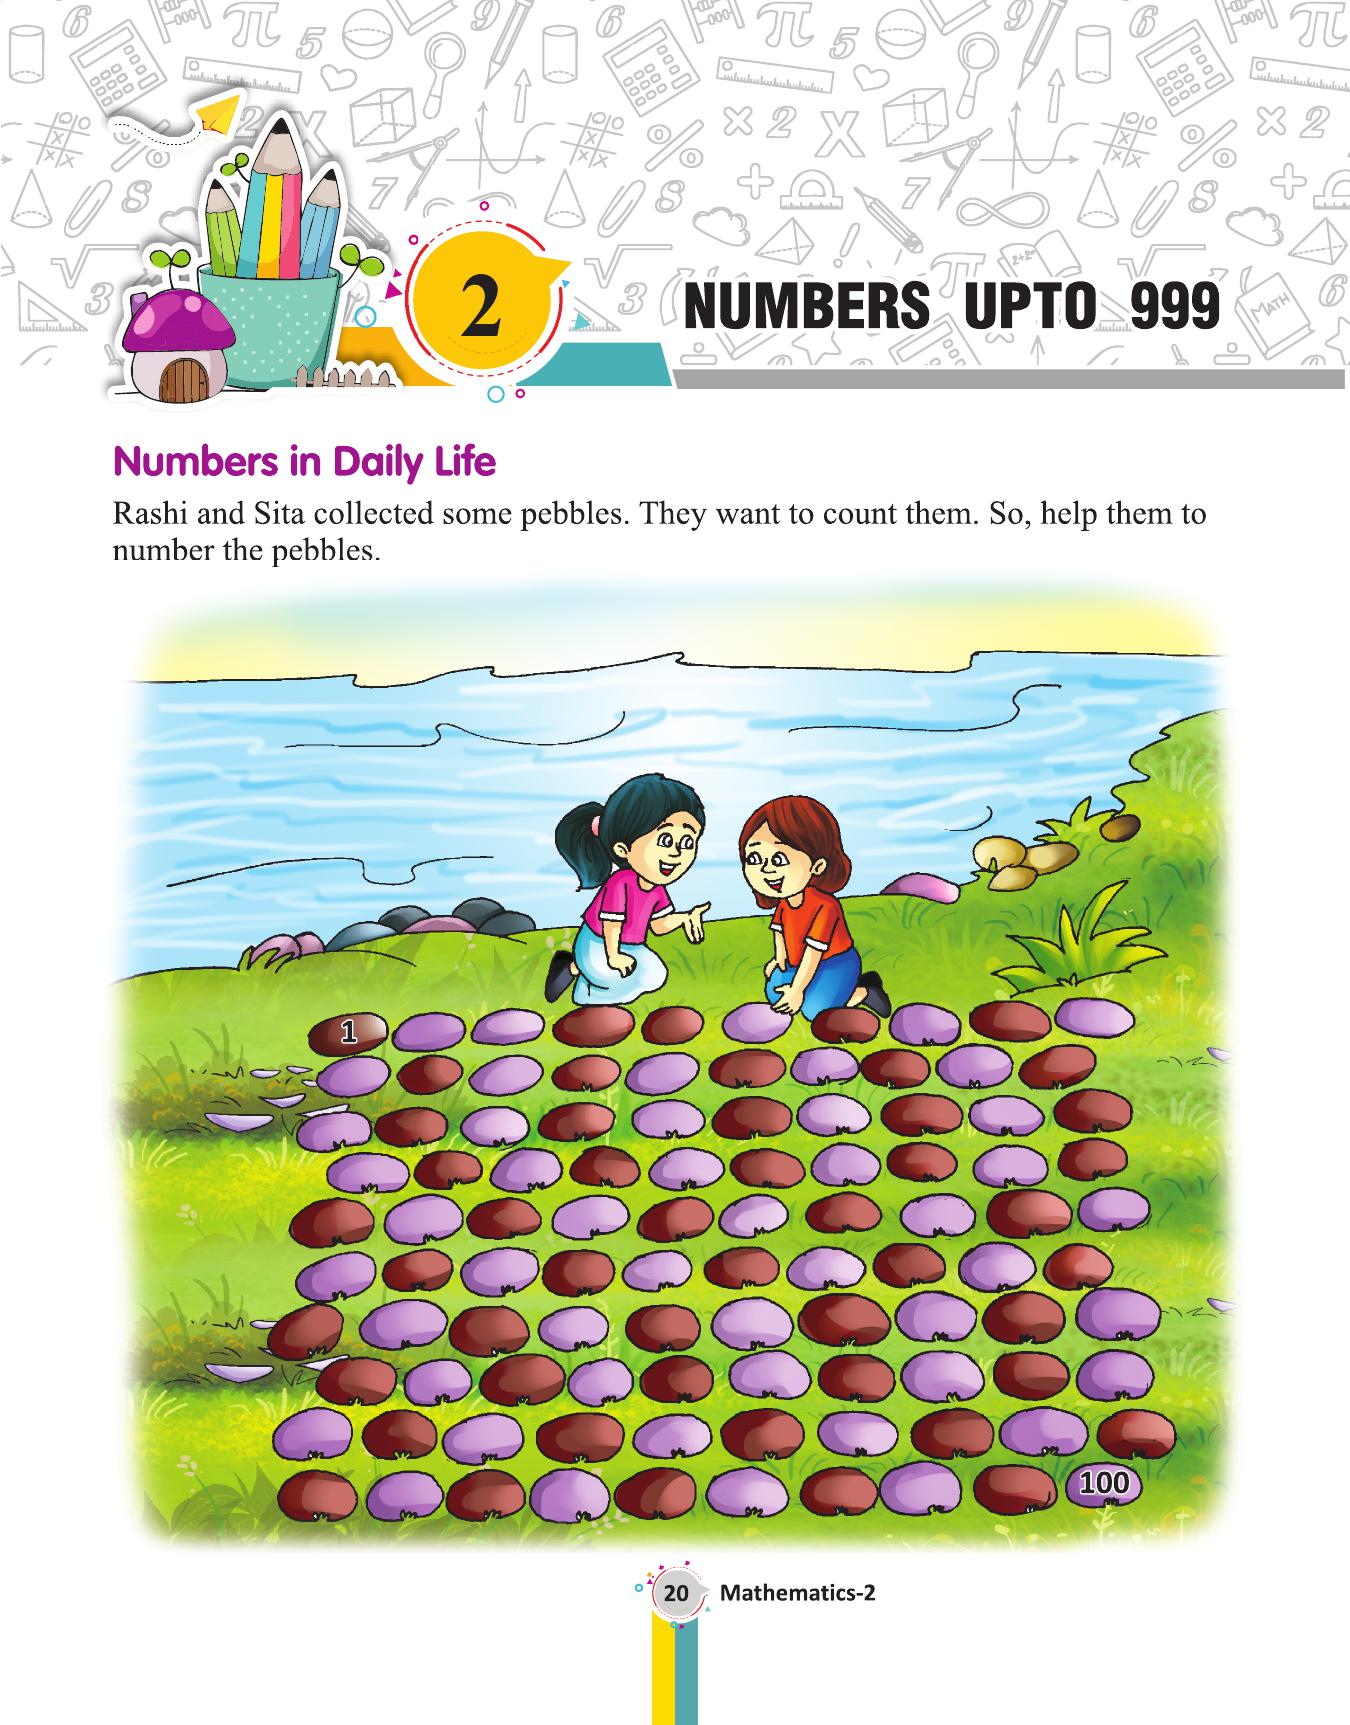 2
NUMBERS UPTO 999
Numbers in Daily Life
Rashi and Sita collected some pebbles. They want to count them. So, help them to
number the pebbles.
1
100
20 Mathematics-2